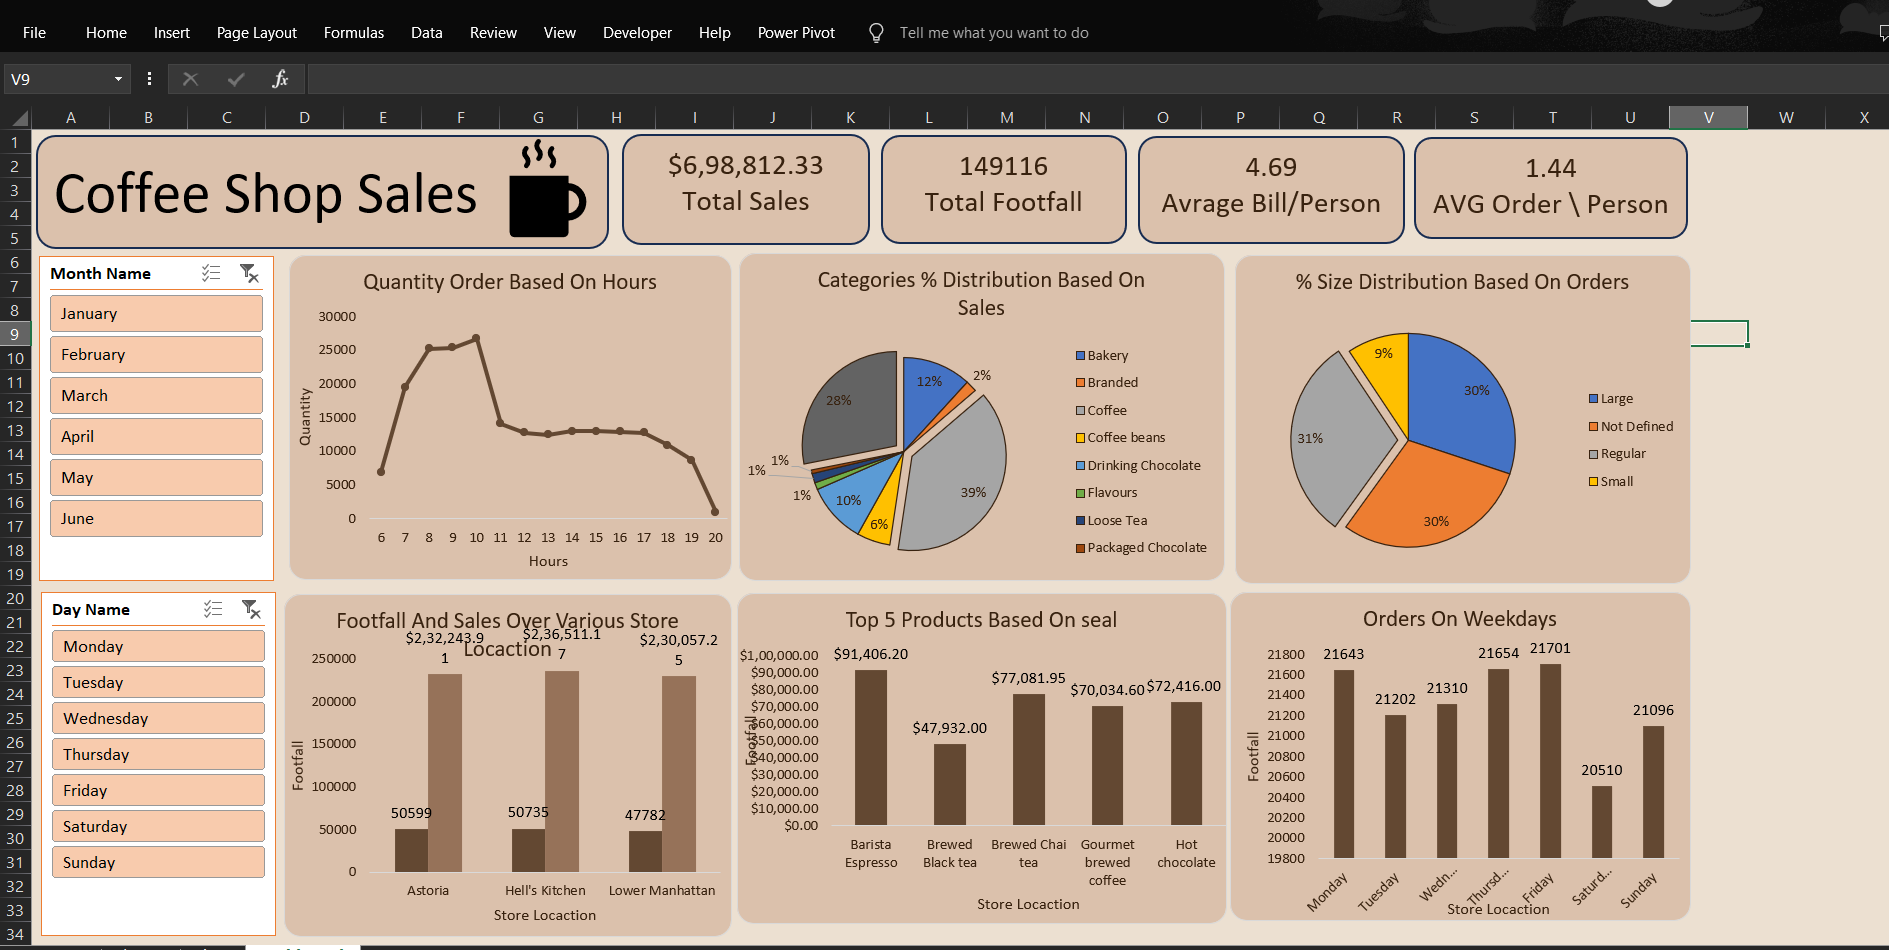 File Home Insert Page Layout Formulas Data Review View Developer Help Power Pivot Tell me what you want to do
V9 fx
A B C D E F G H I J K L M N O P Q R S T U V W X
1
2
3
4
5
6
7
8
9
10
11
12
13
14
15
16
17
18
19
20
21
22
23
24
25
26
27
28
29
30
31
32
33
34
Coffee Shop Sales
$6,98,812.33
Total Sales
149116
Total Footfall
4.69
Avrage Bill/Person
1.44
AVG Order \ Person
Month Name
January
February
March
April
May
June
Quantity Order Based On Hours
Quantity
30000
25000
20000
15000
10000
5000
0
6 7 8 9 10 11 12 13 14 15 16 17 18 19 20
Hours
Categories % Distribution Based On
Sales
12%
2%
39%
6%
10%
1%
1%
1%
28%
Bakery
Branded
Coffee
Coffee beans
Drinking Chocolate
Flavours
Loose Tea
Packaged Chocolate
% Size Distribution Based On Orders
9%
30%
31%
30%
Large
Not Defined
Regular
Small
Day Name
Monday
Tuesday
Wednesday
Thursday
Friday
Saturday
Sunday
Footfall And Sales Over Various Store
Locaction
$2,32,243.9
1
$2,36,511.1
7
$2,30,057.2
5
Footfall
250000
200000
150000
100000
50000
0
50599
50735
47782
Astoria Hell's Kitchen Lower Manhattan
Store Locaction
Top 5 Products Based On seal
Footfall
$1,00,000.00
$90,000.00
$80,000.00
$70,000.00
$60,000.00
$50,000.00
$40,000.00
$30,000.00
$20,000.00
$10,000.00
$0.00
$91,406.20
$47,932.00
$77,081.95
$70,034.60
$72,416.00
Barista
Espresso
Brewed
Black tea
Brewed Chai
tea
Gourmet
brewed
coffee
Hot
chocolate
Store Locaction
Orders On Weekdays
Footfall
21800
21600
21400
21200
21000
20800
20600
20400
20200
20000
19800
21643
21202
21310
21654
21701
20510
21096
Monday
Tuesday
Wedn...
Thursd...
Friday
Saturd...
Sunday
Store Locaction